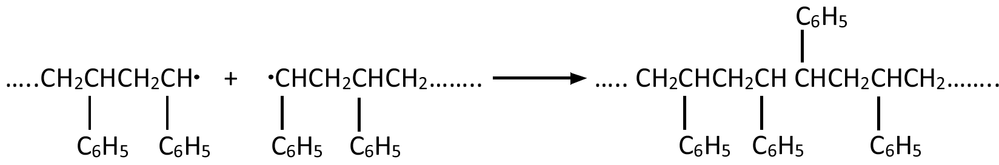 C₆H₅
.....CH₂CHCH₂CH• + •CHCH₂CHCH₂........ ..... CH₂CHCH₂CH CHCH₂CHCH₂........
C₆H₅ C₆H₅ C₆H₅ C₆H₅ C₆H₅ C₆H₅ C₆H₅